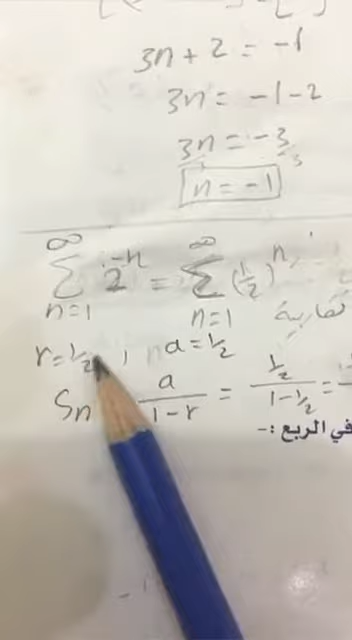 3n + 2 = -1
3n = -1 - 2
3n = -3
n = -1
∞ ∞
∑ 2^-n = ∑ (1/2)^n
n=1 n=1
تقاربية
r = 1/2 , a = 1/2
Sn a/1-r = 1/2 / 1-1/2 =
في الربع :-